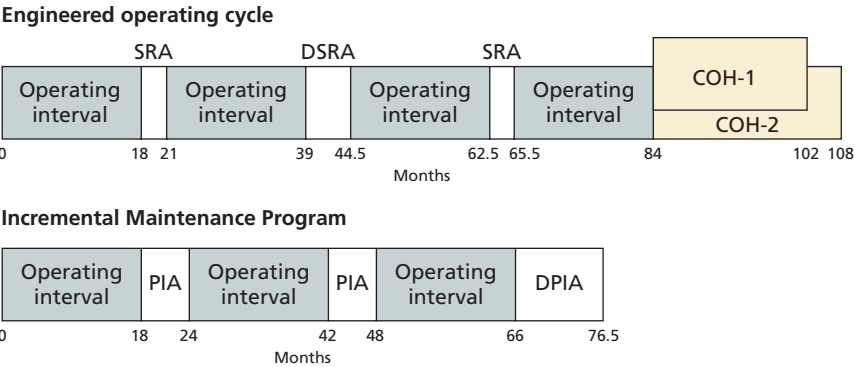 Engineered operating cycle
SRA DSRA SRA
Operating interval
Operating interval
Operating interval
Operating interval
COH-1
COH-2
0 18 21 39 44.5 62.5 65.5 84 102 108
Months
Incremental Maintenance Program
Operating interval
PIA
Operating interval
PIA
Operating interval
DPIA
0 18 24 42 48 66 76.5
Months